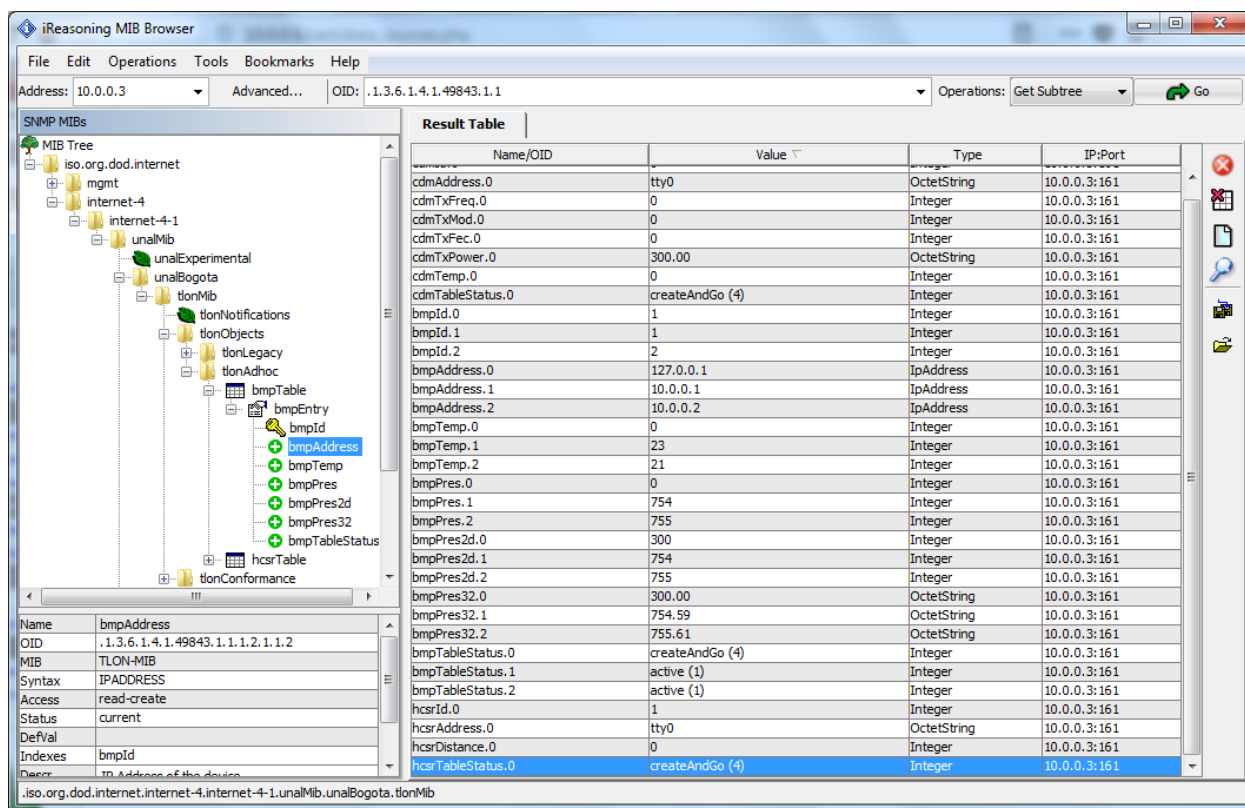 iReasoning MIB Browser
File Edit Operations Tools Bookmarks Help
Address: 10.0.0.3 Advanced... OID: .1.3.6.1.4.1.49843.1.1 Operations: Get Subtree Go
SNMP MIBs
MIB Tree
iso.org.dod.internet
mgmt
internet-4
internet-4-1
unalMib
unalExperimental
unalBogota
tlonMib
tlonNotifications
tlonObjects
tlonLegacy
tlonAdhoc
bmpTable
bmpEntry
bmpId
bmpAddress
bmpTemp
bmpPres
bmpPres2d
bmpPres32
bmpTableStatus
hcsrTable
tlonConformance
Name bmpAddress
OID .1.3.6.1.4.1.49843.1.1.1.2.1.1.2
MIB TLON-MIB
Syntax IPADDRESS
Access read-create
Status current
DefVal
Indexes bmpId
Descr IP Address of the device
Result Table
Name/OID Value Type IP:Port
cdmAddress.0 tty0 OctetString 10.0.0.3:161
cdmTxFreq.0 0 Integer 10.0.0.3:161
cdmTxMod.0 0 Integer 10.0.0.3:161
cdmTxFec.0 0 Integer 10.0.0.3:161
cdmTxPower.0 300.00 OctetString 10.0.0.3:161
cdmTemp.0 0 Integer 10.0.0.3:161
cdmTableStatus.0 createAndGo (4) Integer 10.0.0.3:161
bmpId.0 1 Integer 10.0.0.3:161
bmpId.1 1 Integer 10.0.0.3:161
bmpId.2 2 Integer 10.0.0.3:161
bmpAddress.0 127.0.0.1 IpAddress 10.0.0.3:161
bmpAddress.1 10.0.0.1 IpAddress 10.0.0.3:161
bmpAddress.2 10.0.0.2 IpAddress 10.0.0.3:161
bmpTemp.0 0 Integer 10.0.0.3:161
bmpTemp.1 23 Integer 10.0.0.3:161
bmpTemp.2 21 Integer 10.0.0.3:161
bmpPres.0 0 Integer 10.0.0.3:161
bmpPres.1 754 Integer 10.0.0.3:161
bmpPres.2 755 Integer 10.0.0.3:161
bmpPres2d.0 300 Integer 10.0.0.3:161
bmpPres2d.1 754 Integer 10.0.0.3:161
bmpPres2d.2 755 Integer 10.0.0.3:161
bmpPres32.0 300.00 OctetString 10.0.0.3:161
bmpPres32.1 754.59 OctetString 10.0.0.3:161
bmpPres32.2 755.61 OctetString 10.0.0.3:161
bmpTableStatus.0 createAndGo (4) Integer 10.0.0.3:161
bmpTableStatus.1 active (1) Integer 10.0.0.3:161
bmpTableStatus.2 active (1) Integer 10.0.0.3:161
hcsrId.0 1 Integer 10.0.0.3:161
hcsrAddress.0 tty0 OctetString 10.0.0.3:161
hcsrDistance.0 0 Integer 10.0.0.3:161
hcsrTableStatus.0 createAndGo (4) Integer 10.0.0.3:161
.iso.org.dod.internet.internet-4.internet-4-1.unalMib.unalBogota.tlonMib